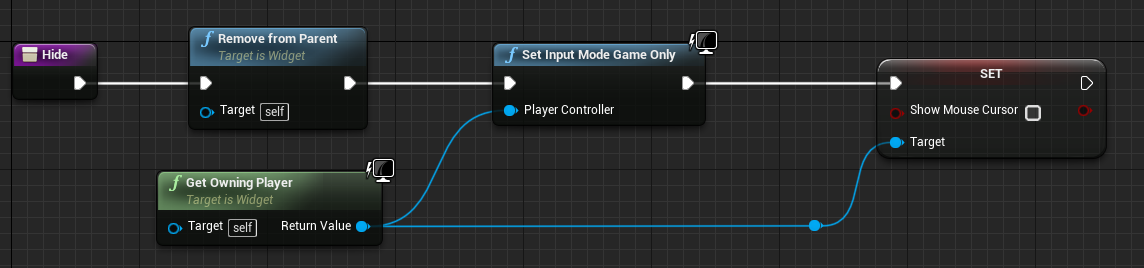 Hide
Remove from Parent
Target is Widget
Target self
Set Input Mode Game Only
Player Controller
SET
Show Mouse Cursor
Target
Get Owning Player
Target is Widget
Target self Return Value